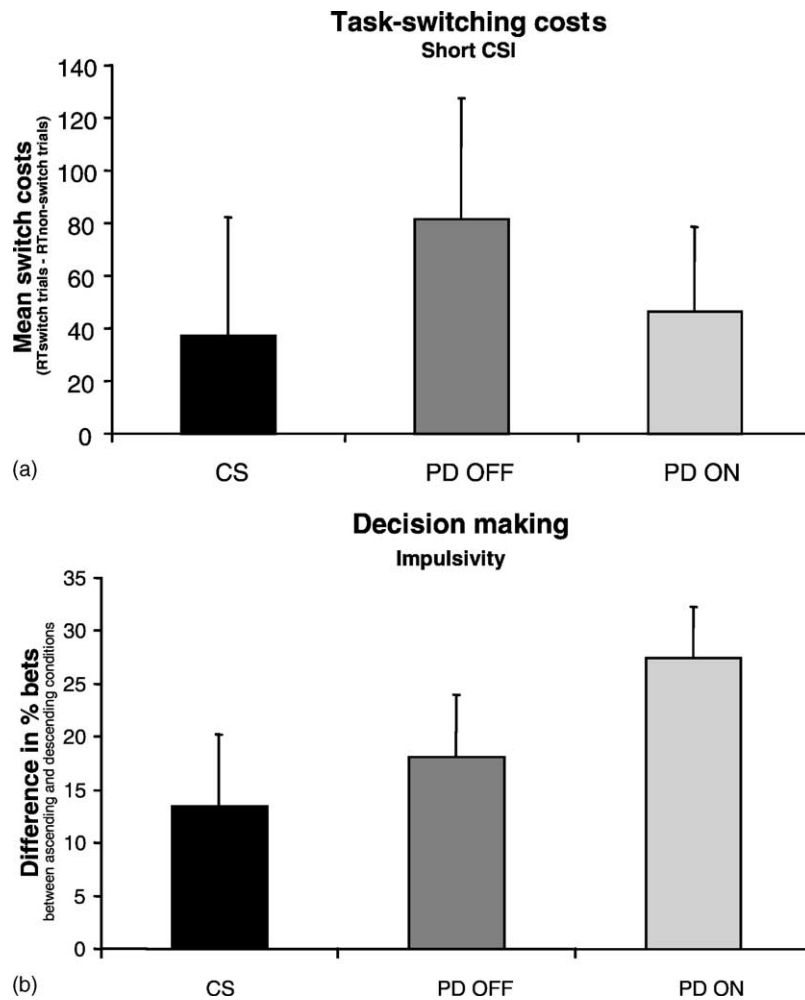 Task-switching costs
Short CSI
Mean switch costs
(RTswitch trials - RTnon-switch trials)
140
120
100
80
60
40
20
0
CS PD OFF PD ON
(a)
Decision making
Impulsivity
Difference in % bets
between ascending and descending conditions
35
30
25
20
15
10
5
0
CS PD OFF PD ON
(b)